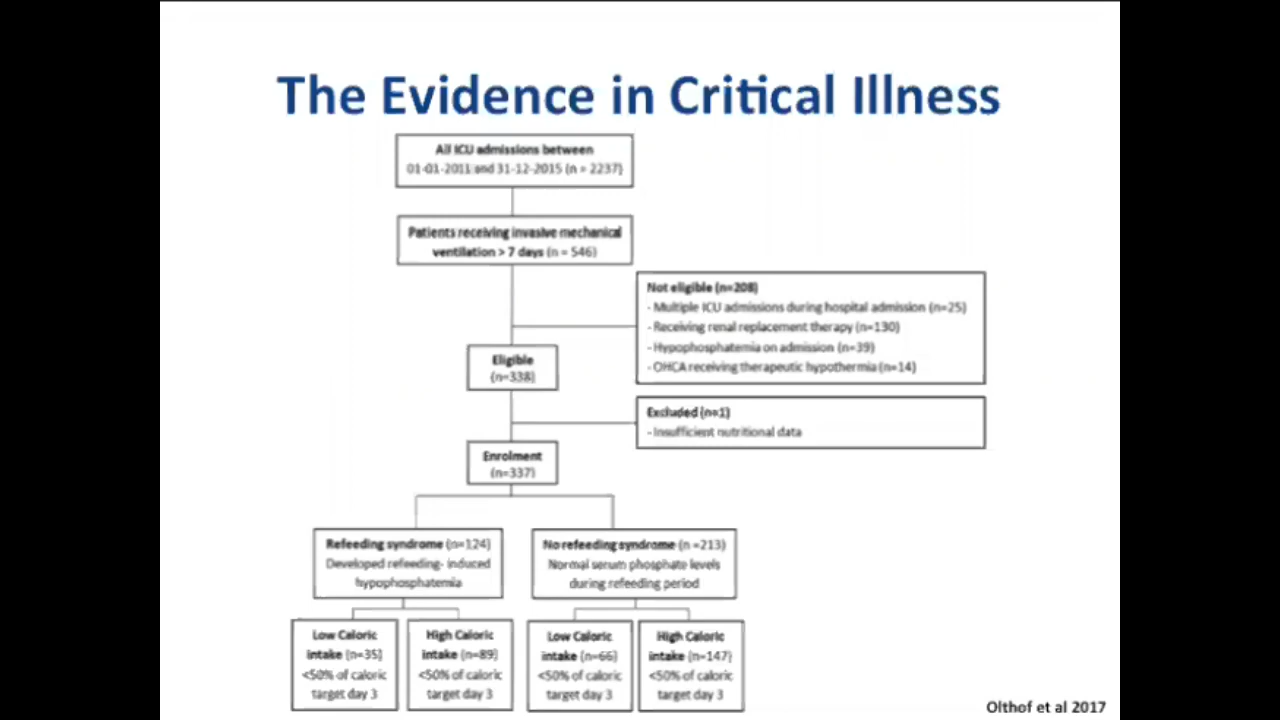 The Evidence in Critical Illness
All ICU admissions between
01-01-2011 and 31-12-2015 (n = 2237)
Patients receiving invasive mechanical
ventilation > 7 days (n = 546)
Not eligible (n=208)
- Multiple ICU admissions during hospital admission (n=25)
- Receiving renal replacement therapy (n=130)
- Hypophosphatemia on admission (n=39)
- OHCA receiving therapeutic hypothermia (n=14)
Eligible
(n=338)
Excluded (n=1)
- Insufficient nutritional data
Enrolment
(n=337)
Refeeding syndrome (n=124)
Developed refeeding- induced
hypophosphatemia
No refeeding syndrome (n =213)
Normal serum phosphate levels
during refeeding period
Low Caloric
intake (n=35)
<50% of caloric
target day 3
High Caloric
intake (n=89)
<50% of caloric
target day 3
Low Caloric
intake (n=66)
<50% of caloric
target day 3
High Caloric
intake (n=147)
<50% of caloric
target day 3
Olthof et al 2017